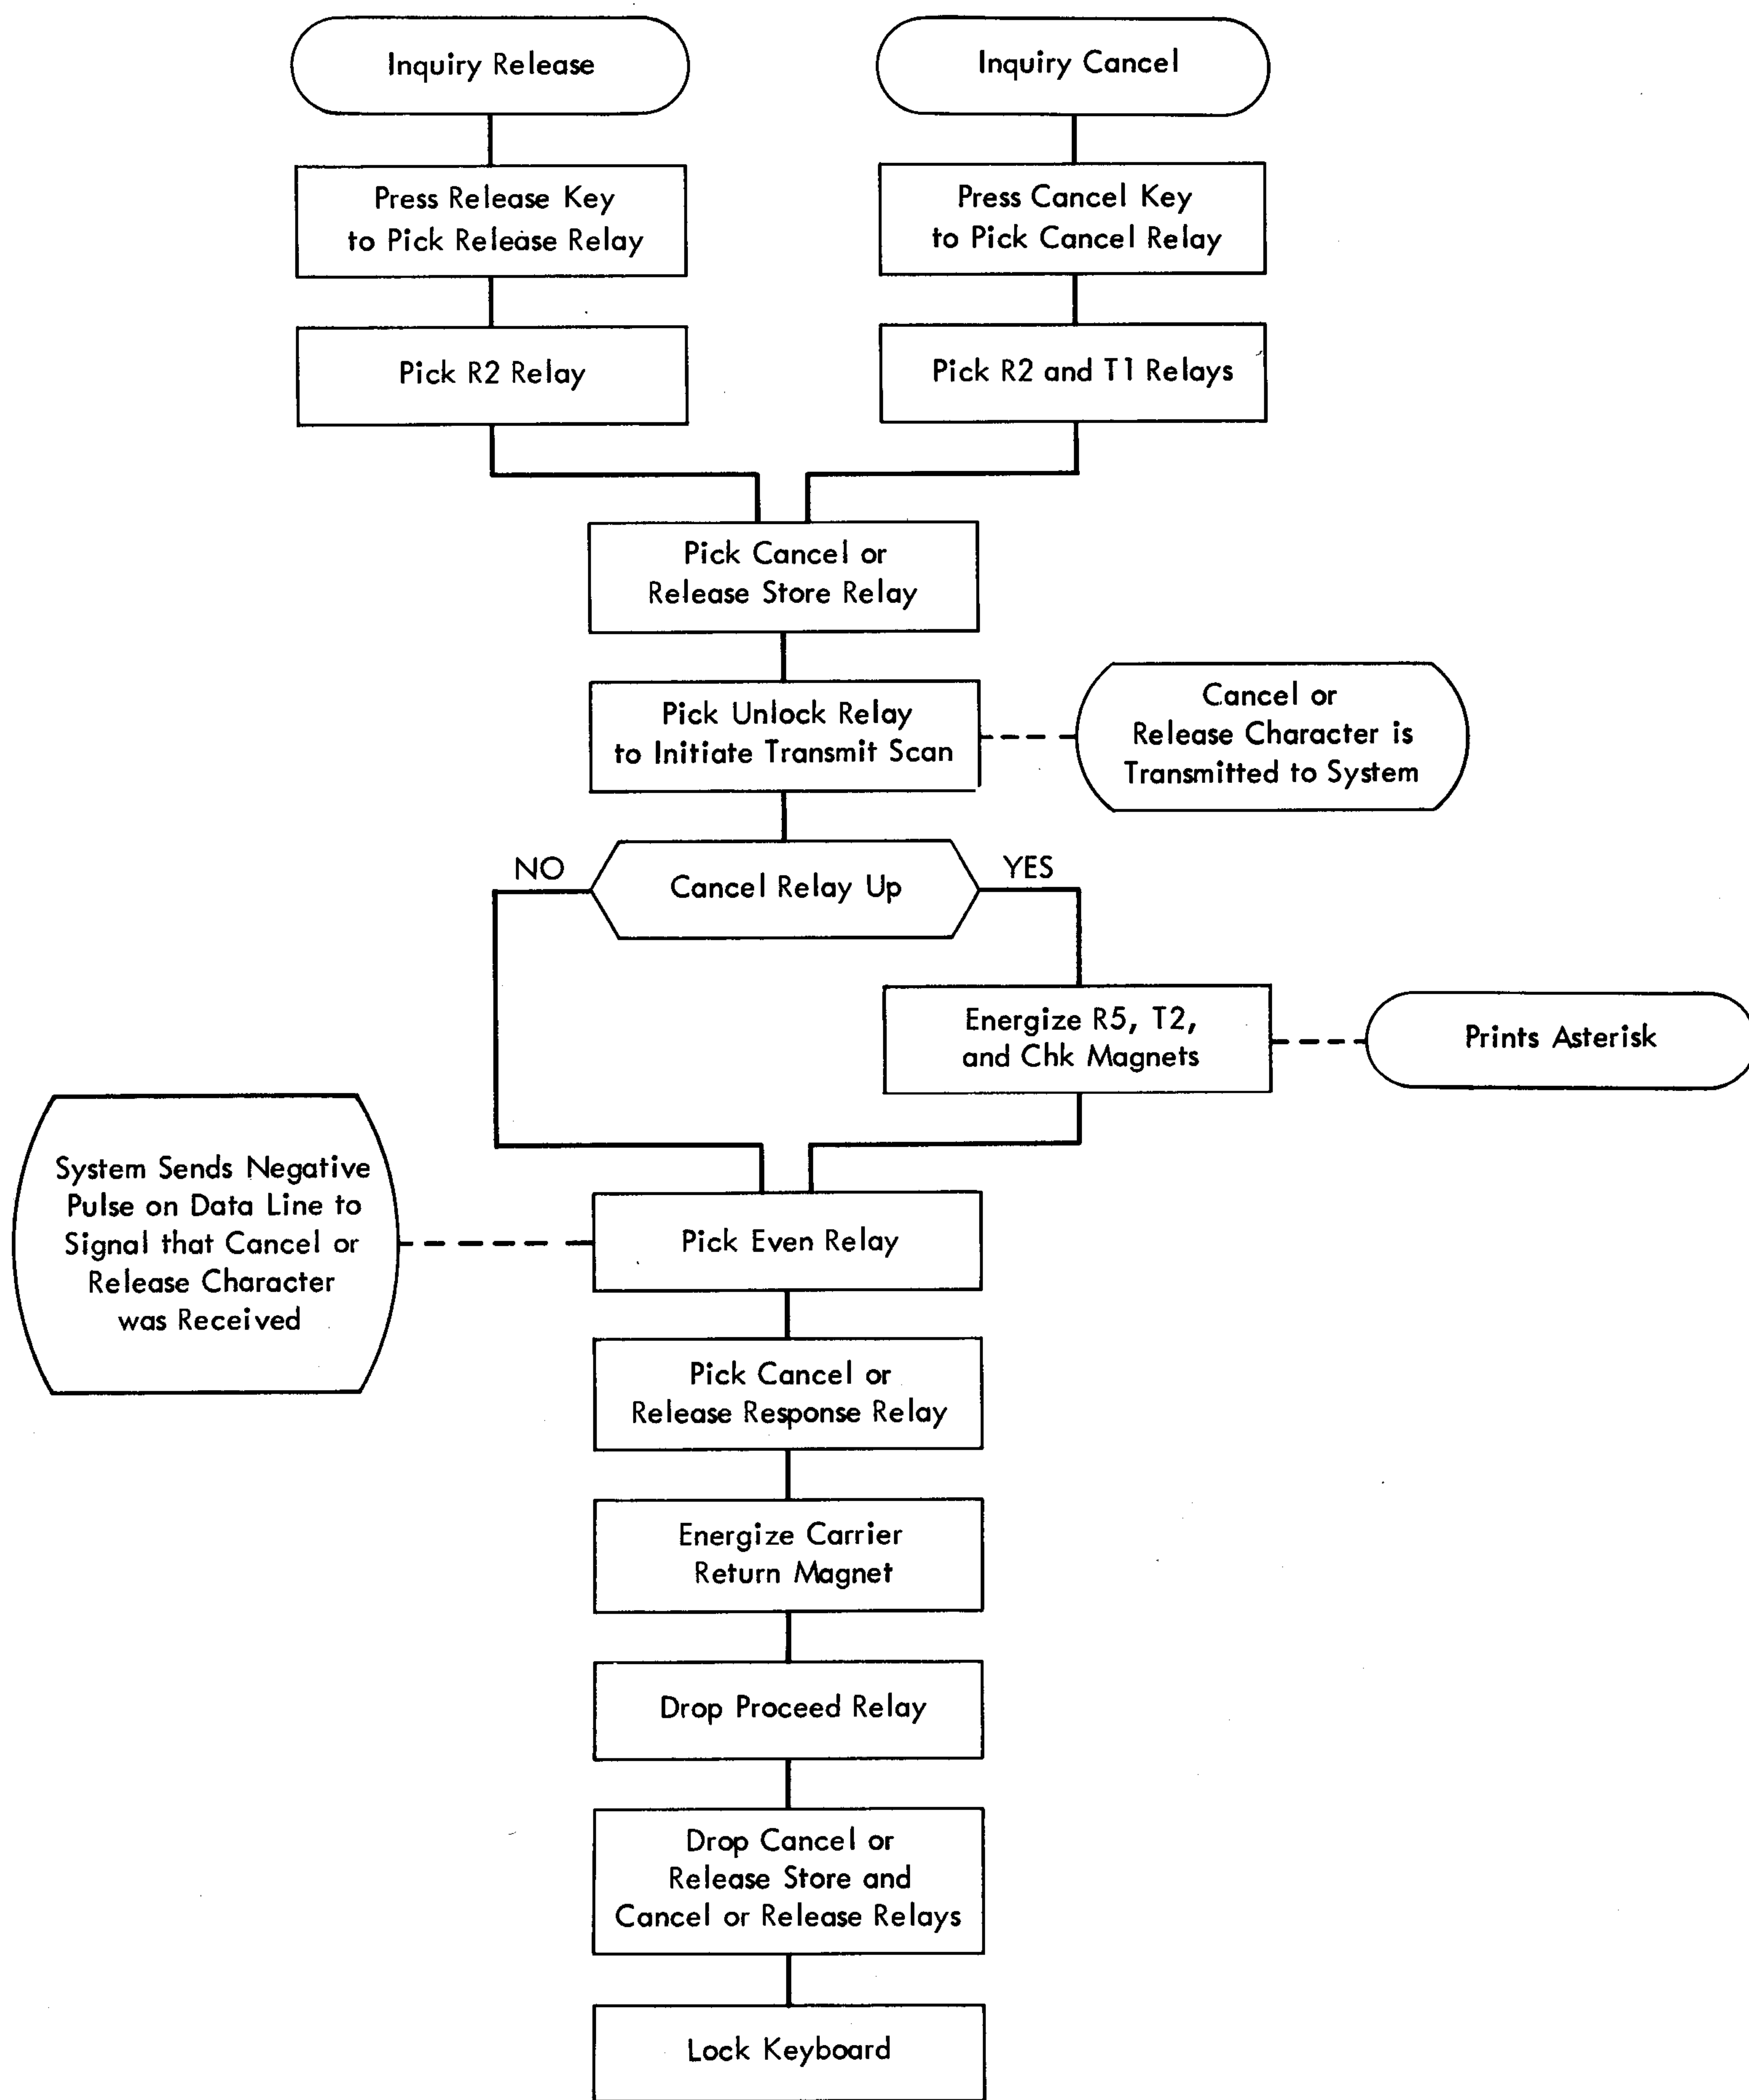 Inquiry Release
Inquiry Cancel
Press Release Key
to Pick Release Relay
Press Cancel Key
to Pick Cancel Relay
Pick R2 Relay
Pick R2 and T1 Relays
Pick Cancel or
Release Store Relay
Pick Unlock Relay
to Initiate Transmit Scan
Cancel or
Release Character is
Transmitted to System
NO
Cancel Relay Up
YES
Energize R5, T2,
and Chk Magnets
Prints Asterisk
System Sends Negative
Pulse on Data Line to
Signal that Cancel or
Release Character
was Received
Pick Even Relay
Pick Cancel or
Release Response Relay
Energize Carrier
Return Magnet
Drop Proceed Relay
Drop Cancel or
Release Store and
Cancel or Release Relays
Lock Keyboard